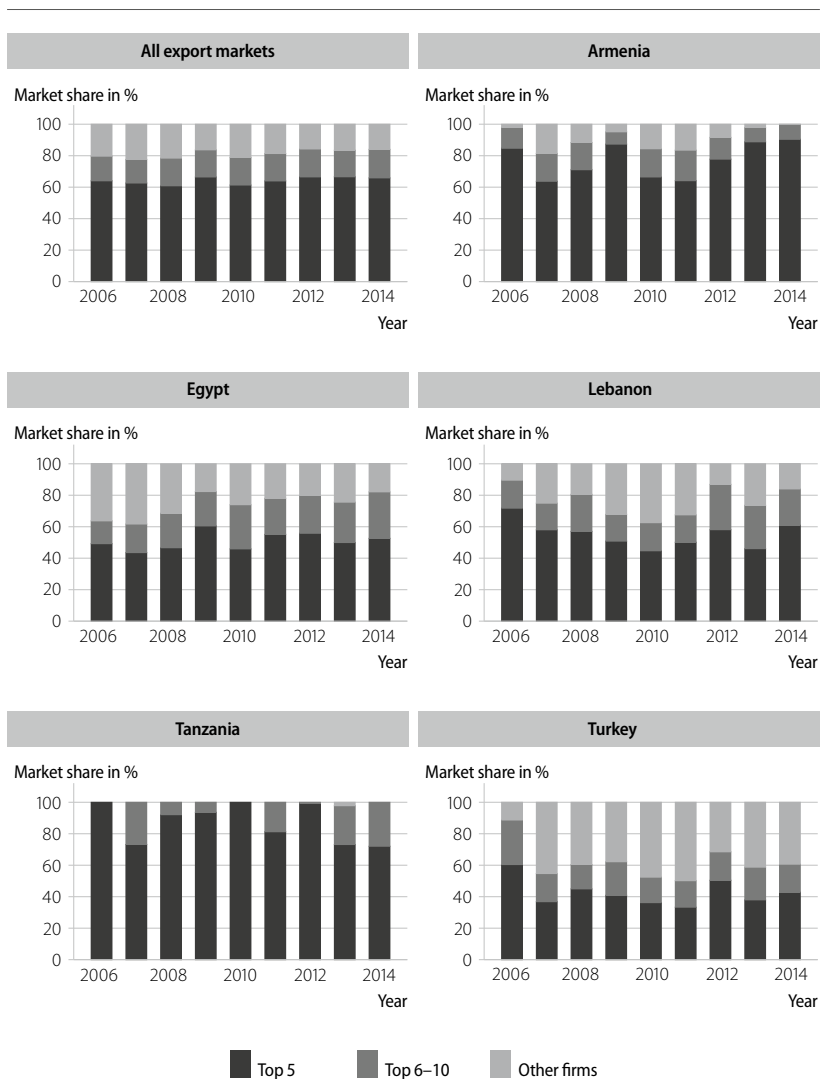 All export markets
Market share in %
100
80
60
40
20
0
2006 2008 2010 2012 2014
Year
Armenia
Market share in %
100
80
60
40
20
0
2006 2008 2010 2012 2014
Year
Egypt
Market share in %
100
80
60
40
20
0
2006 2008 2010 2012 2014
Year
Lebanon
Market share in %
100
80
60
40
20
0
2006 2008 2010 2012 2014
Year
Tanzania
Market share in %
100
80
60
40
20
0
2006 2008 2010 2012 2014
Year
Turkey
Market share in %
100
80
60
40
20
0
2006 2008 2010 2012 2014
Year
Top 5 Top 6–10 Other firms